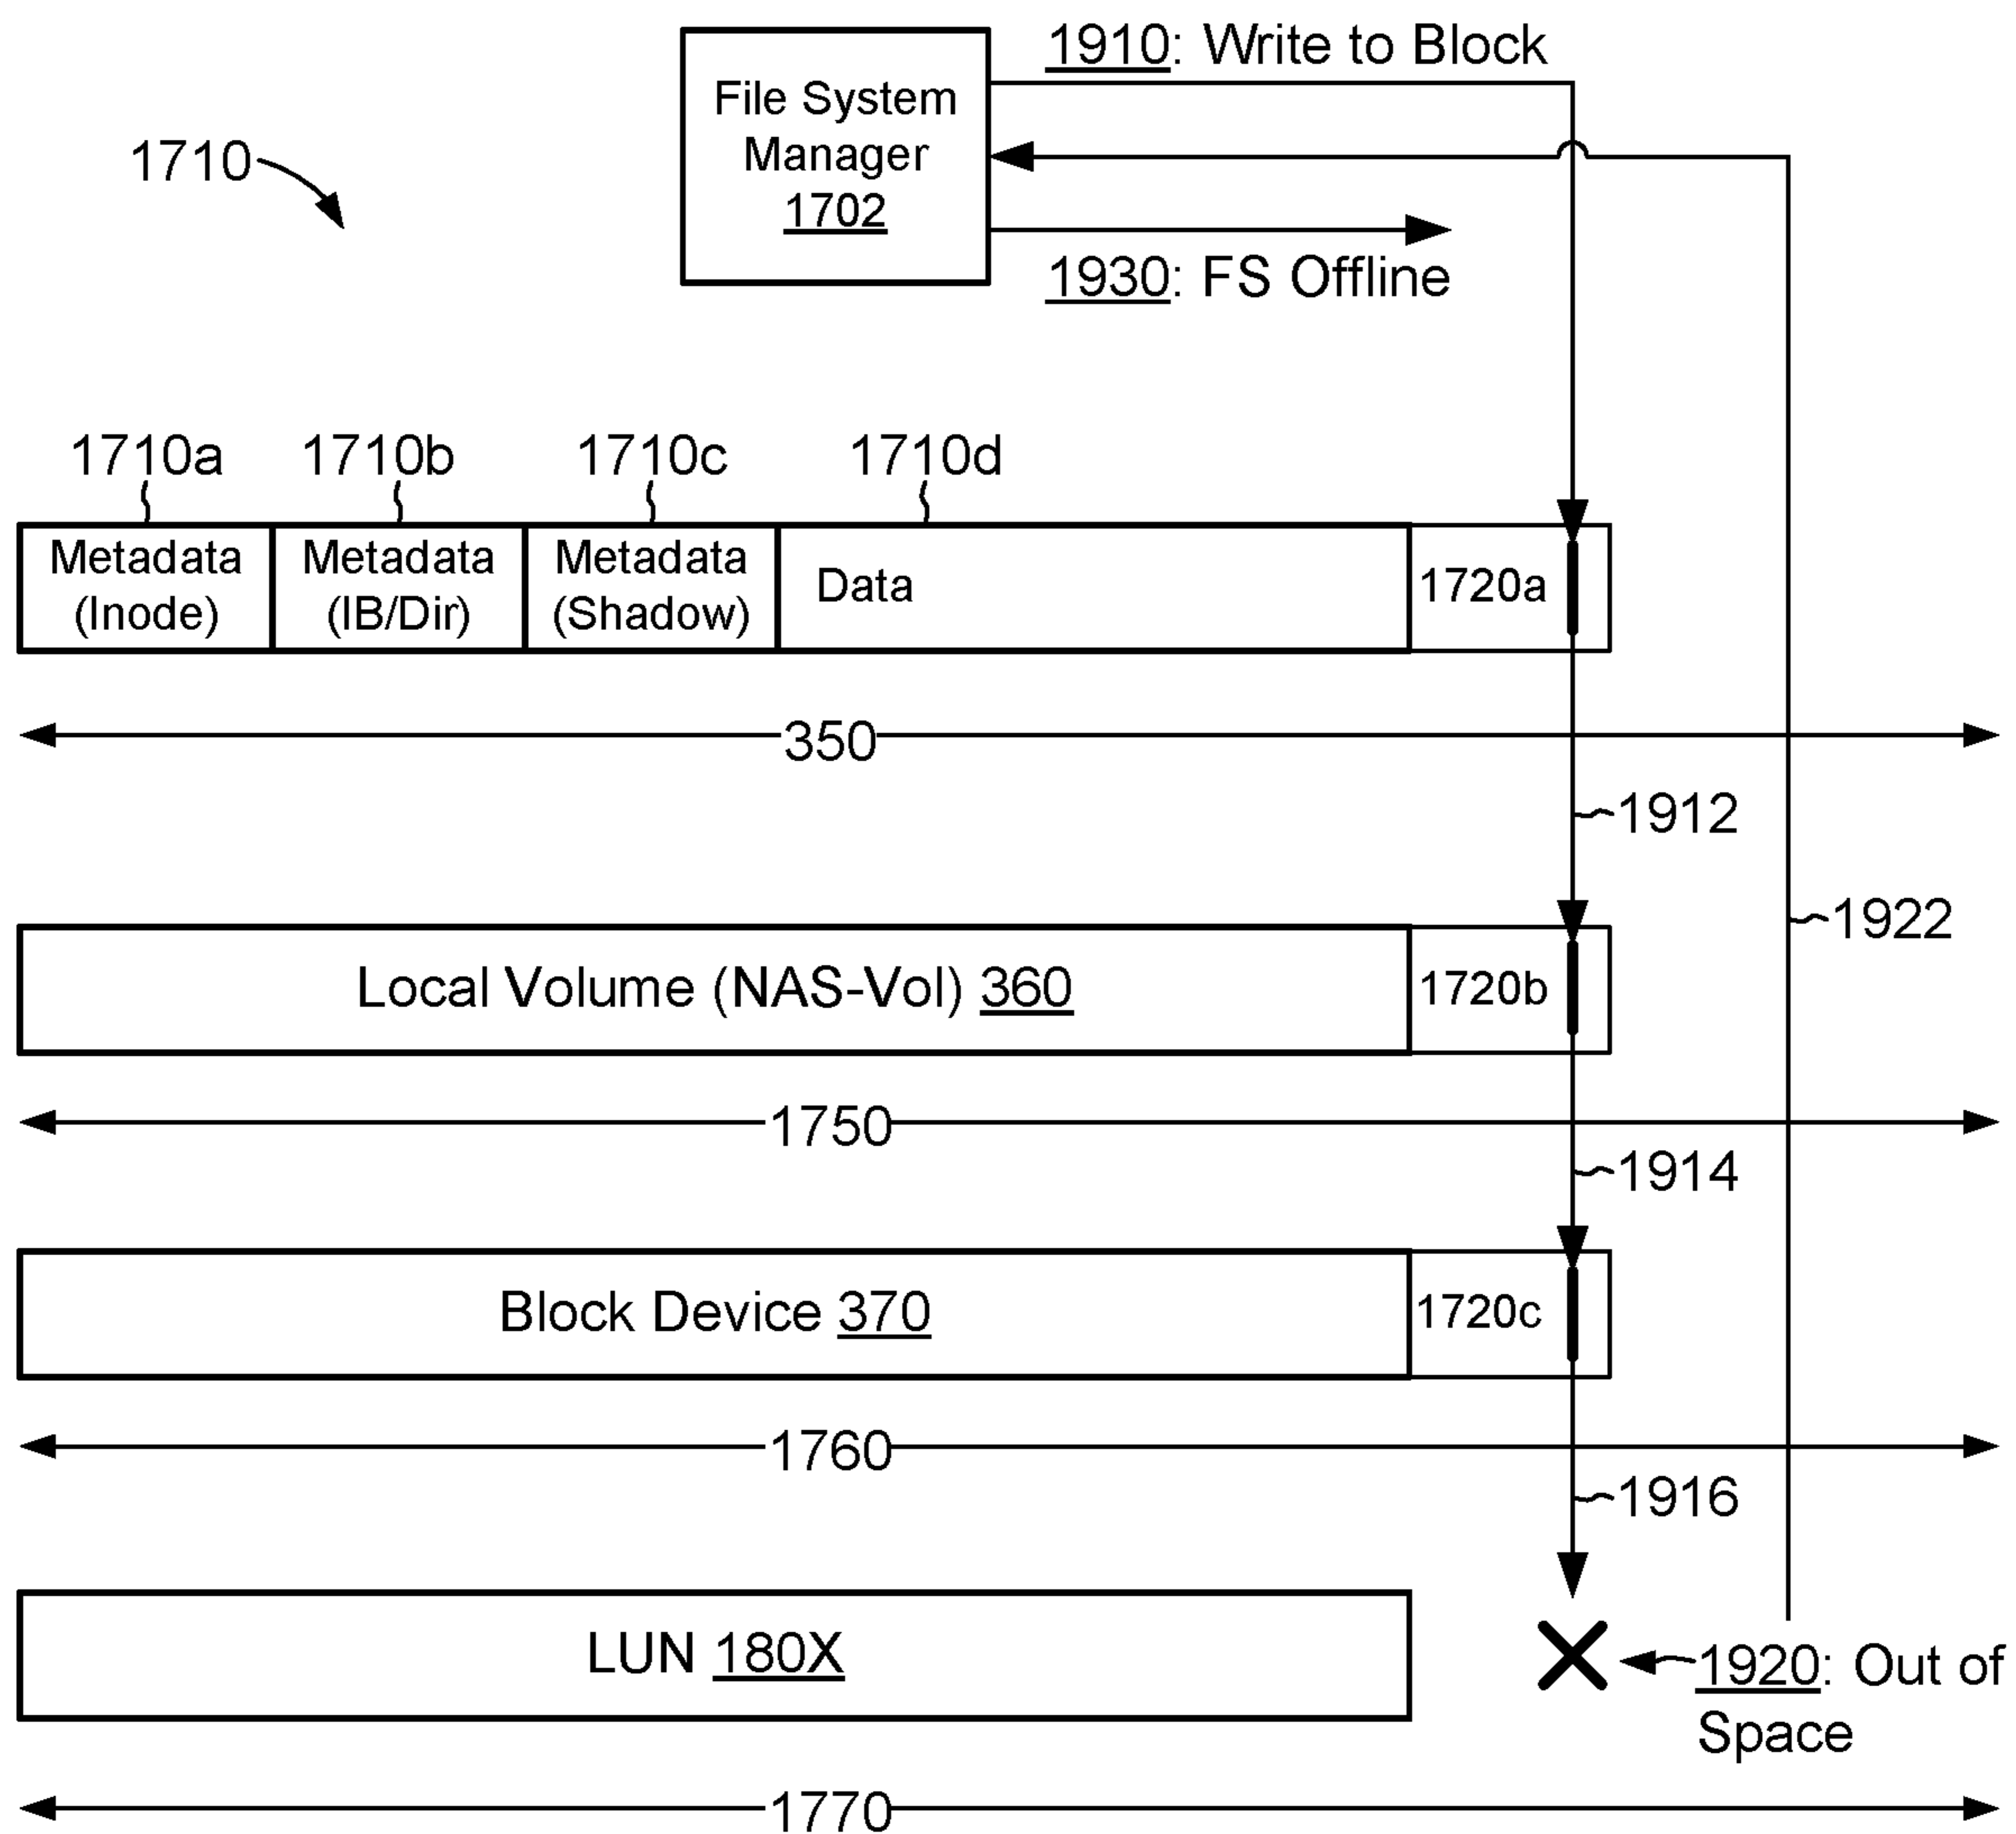 1910: Write to Block
File System
Manager
1702
1710
1930: FS Offline
1710a
1710b
1710c
1710d
Metadata
(Inode)
Metadata
(IB/Dir)
Metadata
(Shadow)
Data
1720a
350
1912
1922
Local Volume (NAS-Vol) 360
1720b
1750
1914
Block Device 370
1720c
1760
1916
LUN 180X
1920: Out of
Space
1770